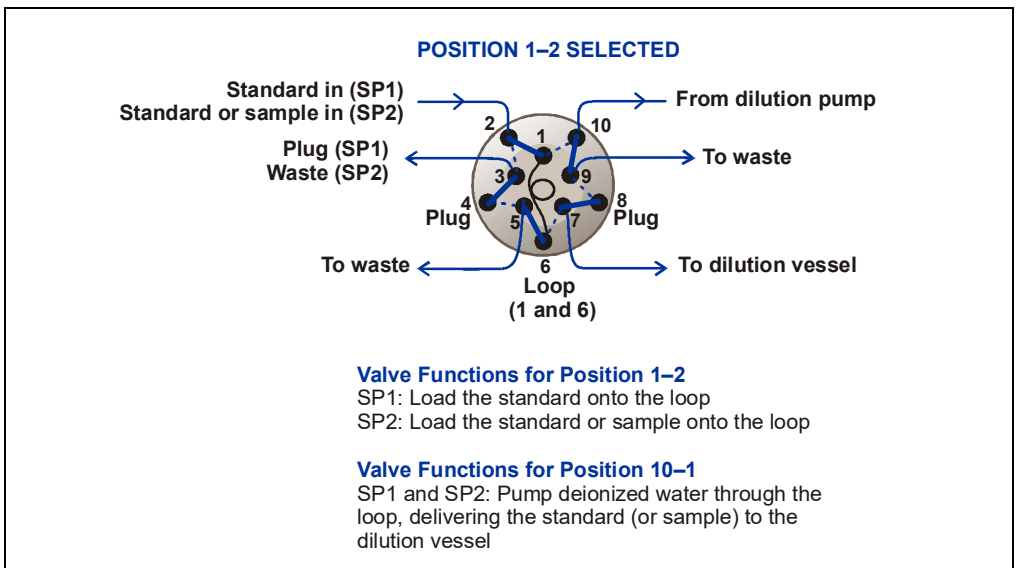 POSITION 1–2 SELECTED
Standard in (SP1)
Standard or sample in (SP2)
From dilution pump
2
1
10
Plug (SP1)
Waste (SP2)
To waste
3
9
4
Plug
5
7
8
Plug
To waste
6
To dilution vessel
Loop
(1 and 6)
Valve Functions for Position 1–2
SP1: Load the standard onto the loop
SP2: Load the standard or sample onto the loop
Valve Functions for Position 10–1
SP1 and SP2: Pump deionized water through the
loop, delivering the standard (or sample) to the
dilution vessel